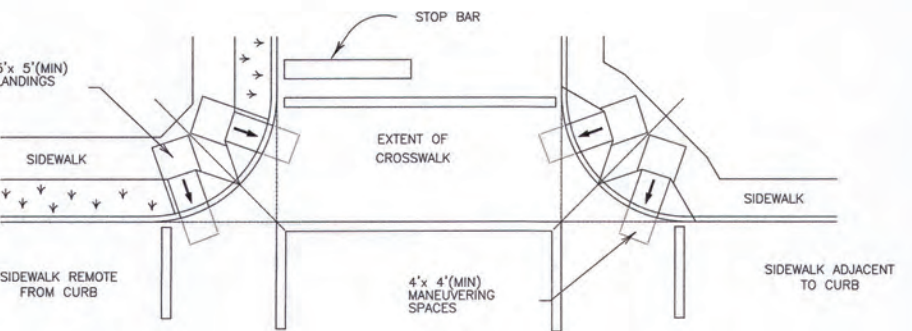 STOP BAR
5'x 5'(MIN)
LANDINGS
SIDEWALK
EXTENT OF
CROSSWALK
SIDEWALK
SIDEWALK REMOTE
FROM CURB
4'x 4'(MIN)
MANEUVERING
SPACES
SIDEWALK ADJACENT
TO CURB